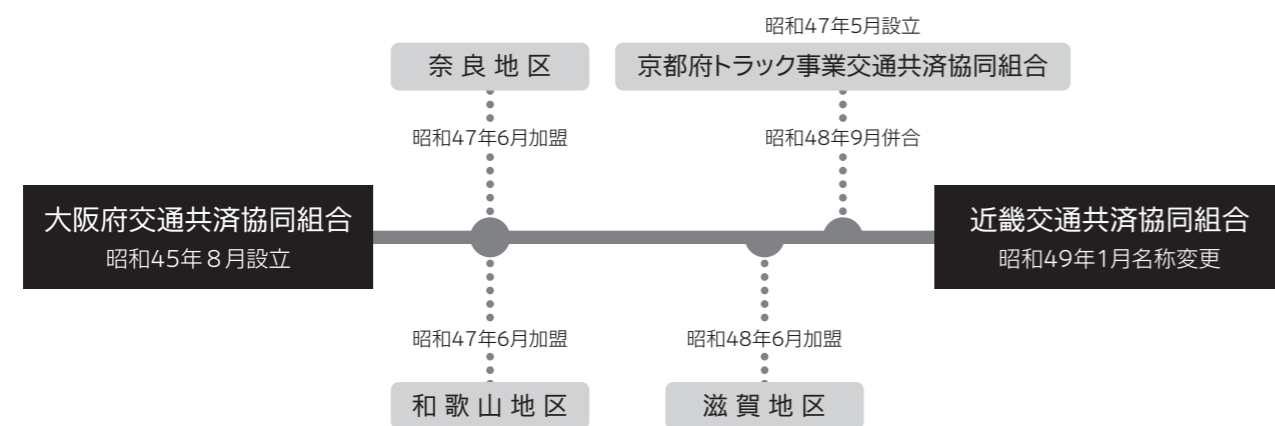 昭和47年5月設立
奈良地区
京都府トラック事業交通共済協同組合
昭和47年6月加盟
昭和48年9月併合
大阪府交通共済協同組合
昭和45年8月設立
近畿交通共済協同組合
昭和49年1月名称変更
昭和47年6月加盟
昭和48年6月加盟
和歌山地区
滋賀地区